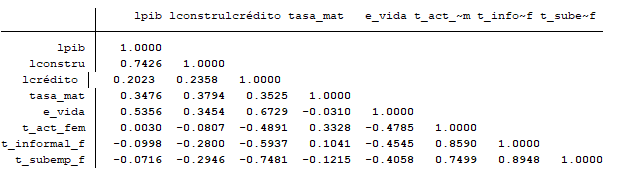 lpib lconstrulcrédito tasa_mat e_vida t_act_~m t_info~f t_sube~f
lpib 1.0000
lconstru 0.7426 1.0000
lcrédito 0.2023 0.2358 1.0000
tasa_mat 0.3476 0.3794 0.3525 1.0000
e_vida 0.5356 0.3454 0.6729 -0.0310 1.0000
t_act_fem 0.0030 -0.0807 -0.4891 0.3328 -0.4785 1.0000
t_informal_f -0.0998 -0.2800 -0.5937 0.1041 -0.4545 0.8590 1.0000
t_subemp_f -0.0716 -0.2946 -0.7481 -0.1215 -0.4058 0.7499 0.8948 1.0000